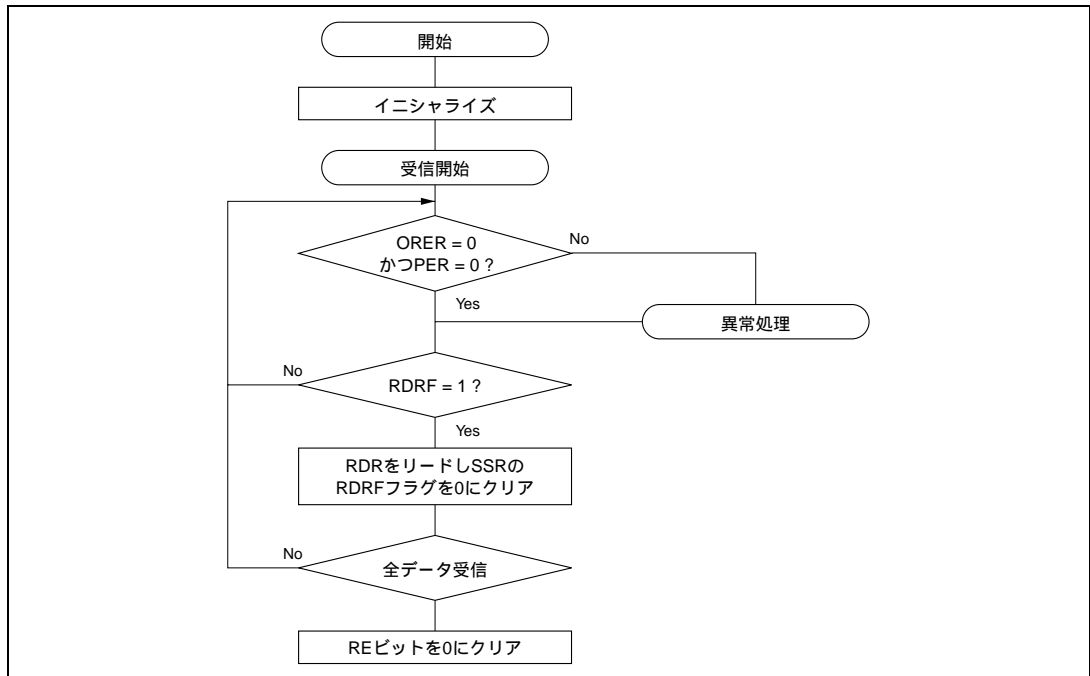 開始
イニシャライズ
受信開始
ORER = 0
かつPER = 0 ?
No
Yes
異常処理
No
RDRF = 1 ?
Yes
RDRをリードしSSRの
RDRFフラグを0にクリア
No
全データ受信
REビットを0にクリア